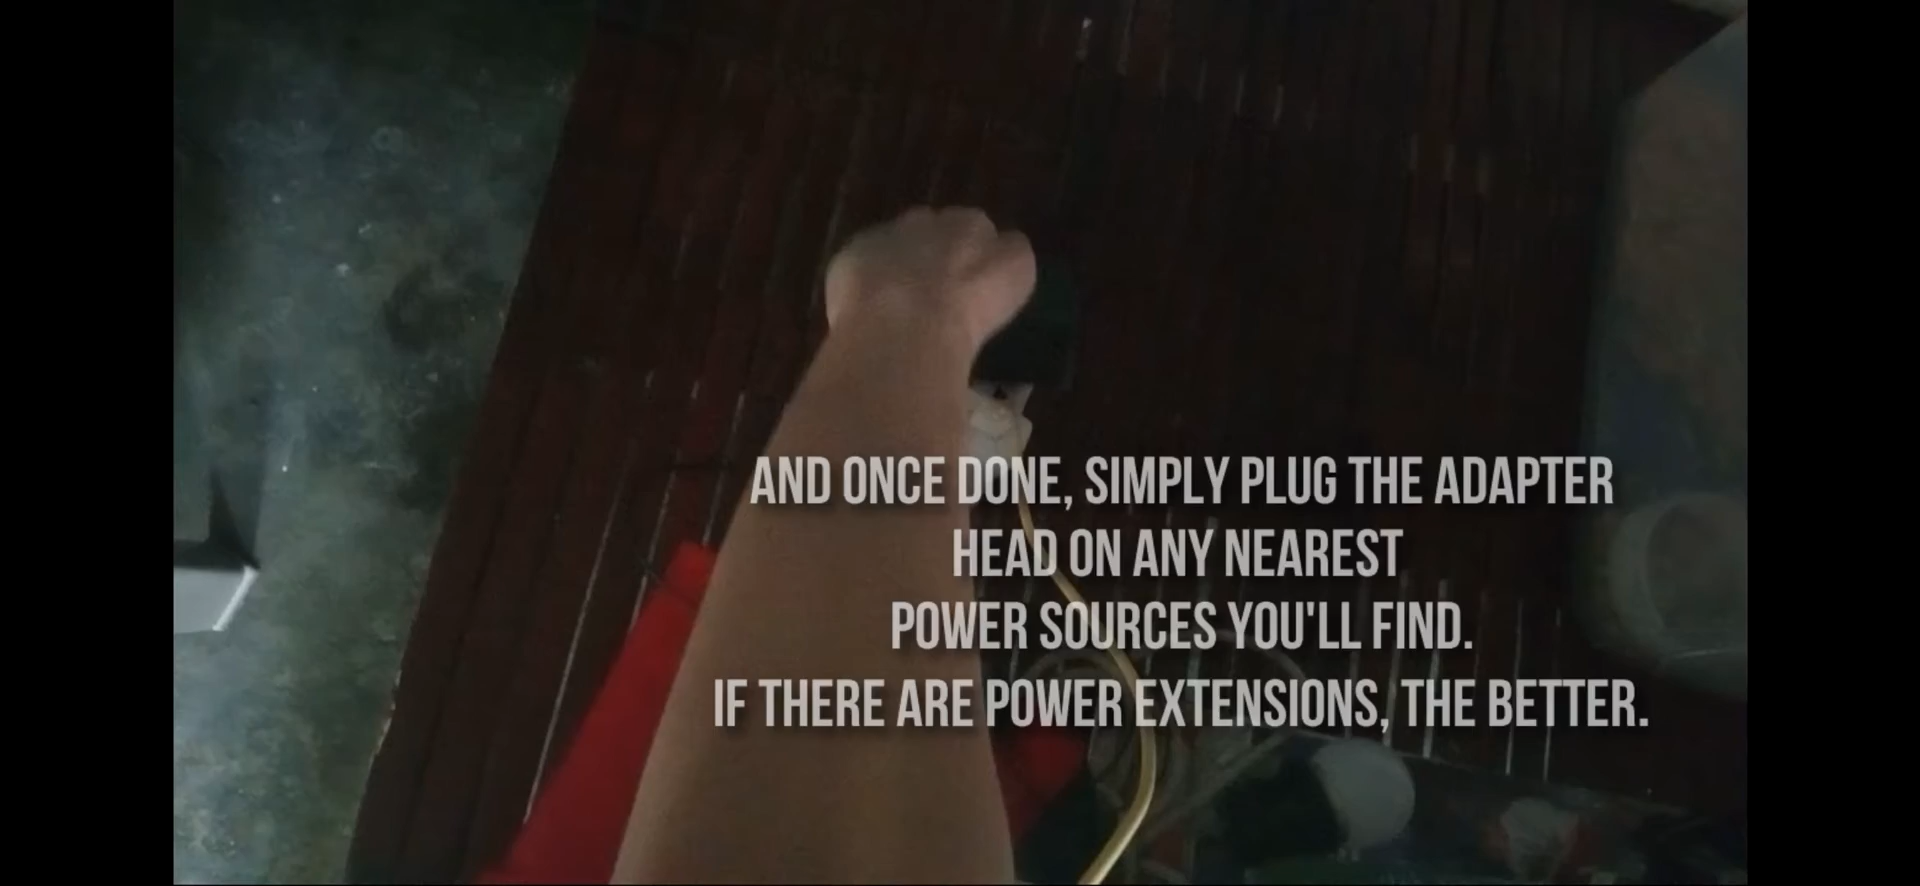 AND ONCE DONE, SIMPLY PLUG THE ADAPTER
HEAD ON ANY NEAREST
POWER SOURCES YOU'LL FIND.
IF THERE ARE POWER EXTENSIONS, THE BETTER.